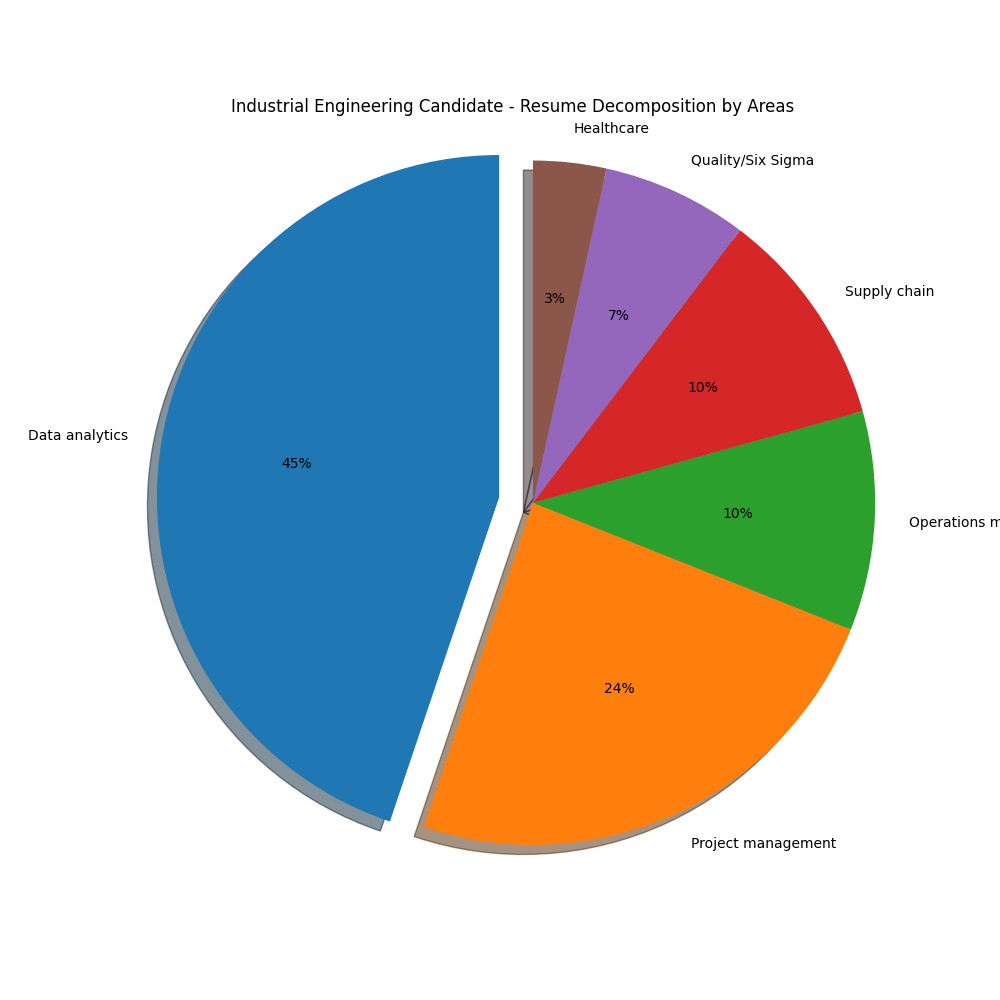 Industrial Engineering Candidate - Resume Decomposition by Areas
Healthcare
Quality/Six Sigma
Supply chain
3%
7%
10%
Data analytics
45%
10%
Operations m
24%
Project management